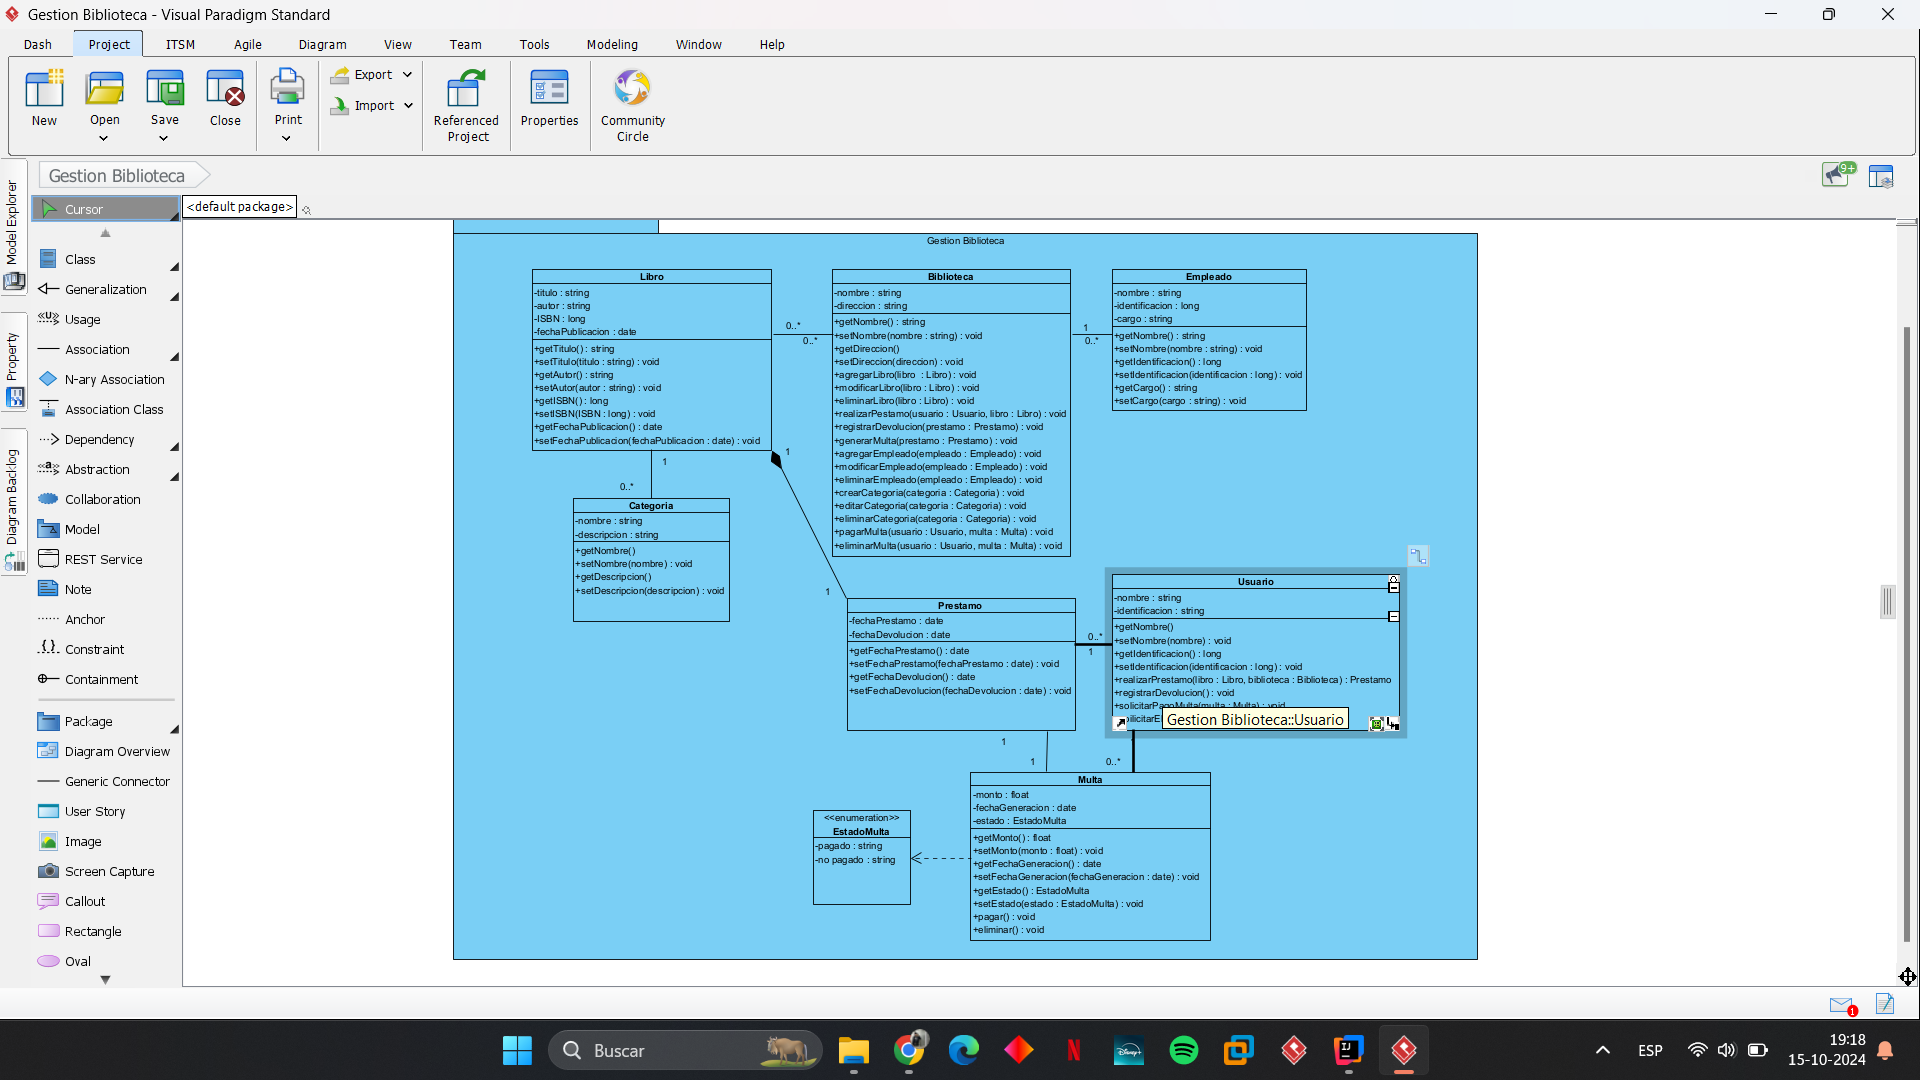 Gestion Biblioteca - Visual Paradigm Standard
Dash Project ITSM Agile Diagram View Team Tools Modeling Window Help
New
Open
Save
Close
Print
Export
Import
Referenced
Project
Properties
Community
Circle
Gestion Biblioteca
9+
Model Explorer
Property
Diagram Backlog
Cursor
<default package>
Class
Generalization
Usage
Association
N-ary Association
Association Class
Dependency
Abstraction
Collaboration
Model
REST Service
Note
Anchor
Constraint
Containment
Package
Diagram Overview
Generic Connector
User Story
Image
Screen Capture
Callout
Rectangle
Oval
Gestion Biblioteca
Libro
-titulo : string
-autor : string
-ISBN : long
-fechaPublicacion : date
+getTitulo() : string
+setTitulo(titulo : string) : void
+getAutor() : string
+setAutor(autor : string) : void
+getISBN() : long
+setISBN(ISBN : long) : void
+getFechaPublicacion() : date
+setFechaPublicacion(fechaPublicacion : date) : void
0..*
0..*
Biblioteca
-nombre : string
-direccion : string
+getNombre() : string
+setNombre(nombre : string) : void
+getDireccion()
+setDireccion(direccion) : void
+agregarLibro(libro : Libro) : void
+modificarLibro(libro : Libro) : void
+eliminarLibro(libro : Libro) : void
+realizarPestamo(usuario : Usuario, libro : Libro) : void
+registrarDevolucion(prestamo : Prestamo) : void
+generarMulta(prestamo : Prestamo) : void
+agregarEmpleado(empleado : Empleado) : void
+modificarEmpleado(empleado : Empleado) : void
+eliminarEmpleado(empleado : Empleado) : void
+crearCategoria(categoria : Categoria) : void
+editarCategoria(categoria : Categoria) : void
+eliminarCategoria(categoria : Categoria) : void
+pagarMulta(usuario : Usuario, multa : Multa) : void
+eliminarMulta(usuario : Usuario, multa : Multa) : void
1
0..*
Empleado
-nombre : string
-identificacion : long
-cargo : string
+getNombre() : string
+setNombre(nombre : string) : void
+getIdentificacion() : long
+setIdentificacion(identificacion : long) : void
+getCargo() : string
+setCargo(cargo : string) : void
1
0..*
1
1
Categoria
-nombre : string
-descripcion : string
+getNombre()
+setNombre(nombre) : void
+getDescripcion()
+setDescripcion(descripcion) : void
Prestamo
-fechaPrestamo : date
-fechaDevolucion : date
+getFechaPrestamo() : date
+setFechaPrestamo(fechaPrestamo : date) : void
+getFechaDevolucion() : date
+setFechaDevolucion(fechaDevolucion : date) : void
0..*
1
Usuario
-nombre : string
-identificacion : string
+getNombre()
+setNombre(nombre) : void
+getIdentificacion() : long
+setIdentificacion(identificacion : long) : void
+realizarPrestamo(libro : Libro, biblioteca : Biblioteca) : Prestamo
+registrarDevolucion() : void
+solicitarPagoMulta(multa : Multa) : void
Gestion Biblioteca::Usuario
1
1
0..*
Multa
-monto : float
-fechaGeneracion : date
-estado : EstadoMulta
+getMonto() : float
+setMonto(monto : float) : void
+getFechaGeneracion() : date
+setFechaGeneracion(fechaGeneracion : date) : void
+getEstado() : EstadoMulta
+setEstado(estado : EstadoMulta) : void
+pagar() : void
+eliminar() : void
<<enumeration>>
EstadoMulta
-pagado : string
-no pagado : string
1
Buscar
ESP
19:18
15-10-2024